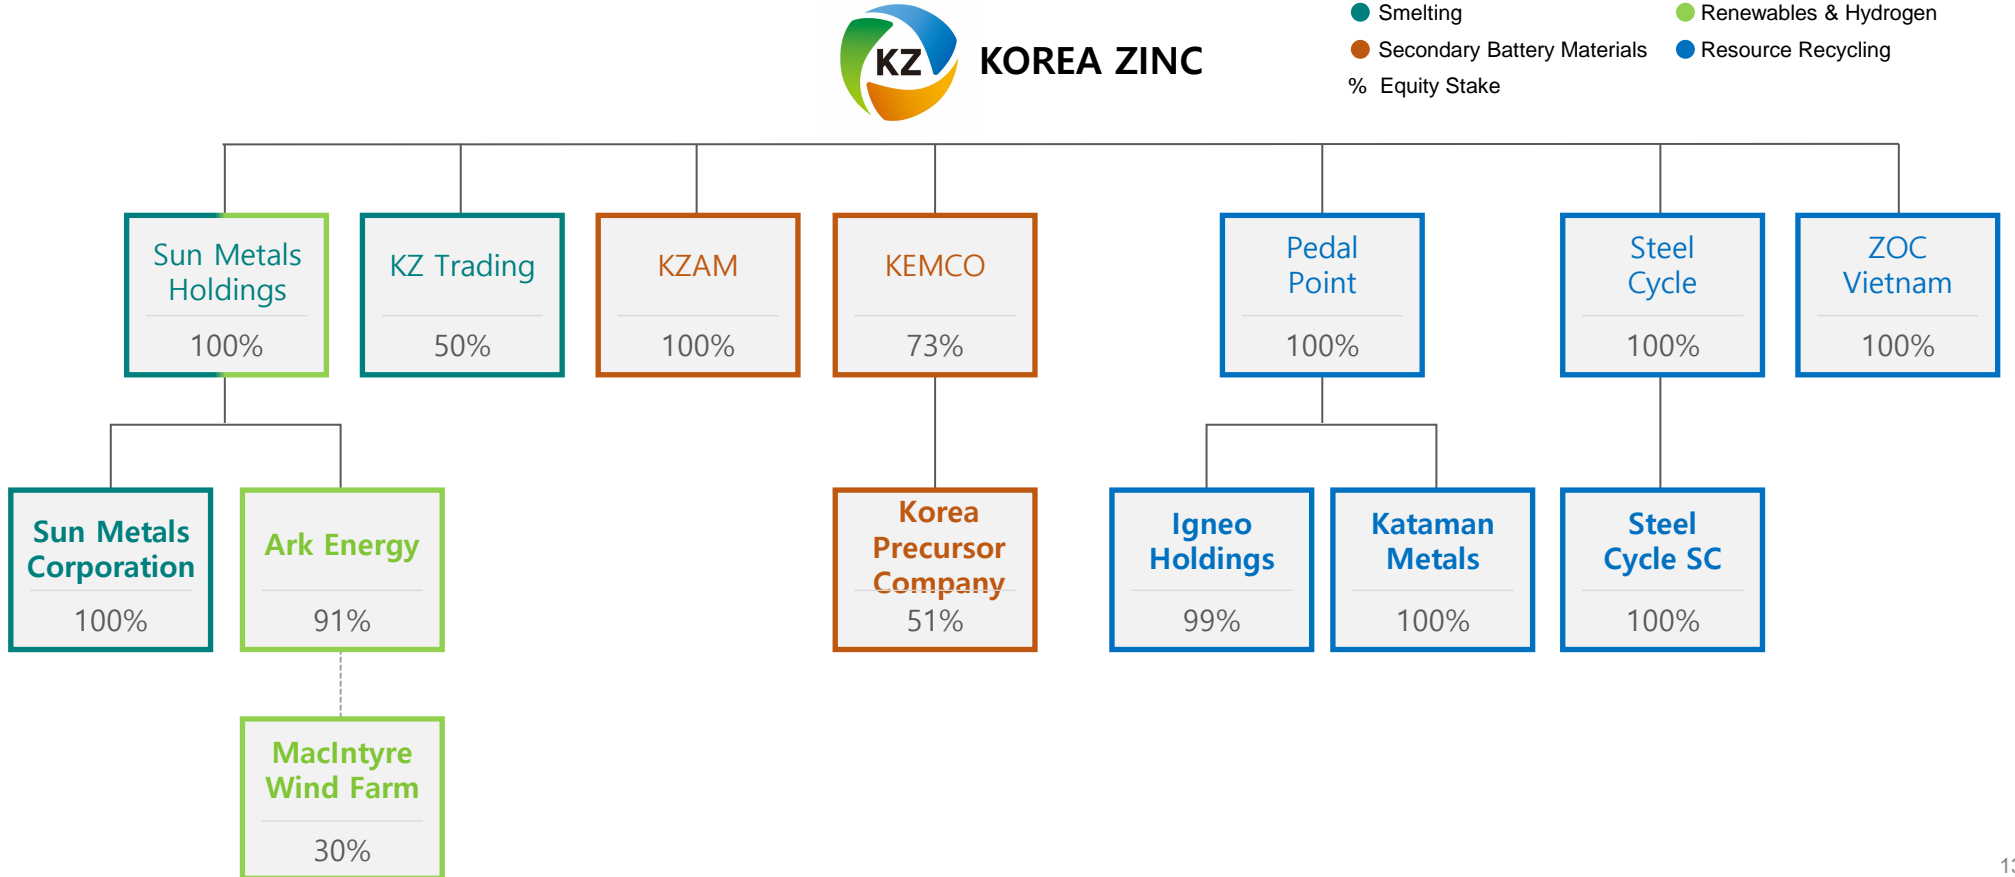 KZ
KOREA ZINC
Smelting
Renewables & Hydrogen
Secondary Battery Materials
Resource Recycling
% Equity Stake
Sun Metals
Holdings
100%
KZ Trading
50%
KZAM
100%
KEMCO
73%
Pedal
Point
100%
Steel
Cycle
100%
ZOC
Vietnam
100%
Sun Metals
Corporation
100%
Ark Energy
91%
Korea
Precursor
Company
51%
Igneo
Holdings
99%
Kataman
Metals
100%
Steel
Cycle SC
100%
MacIntyre
Wind Farm
30%